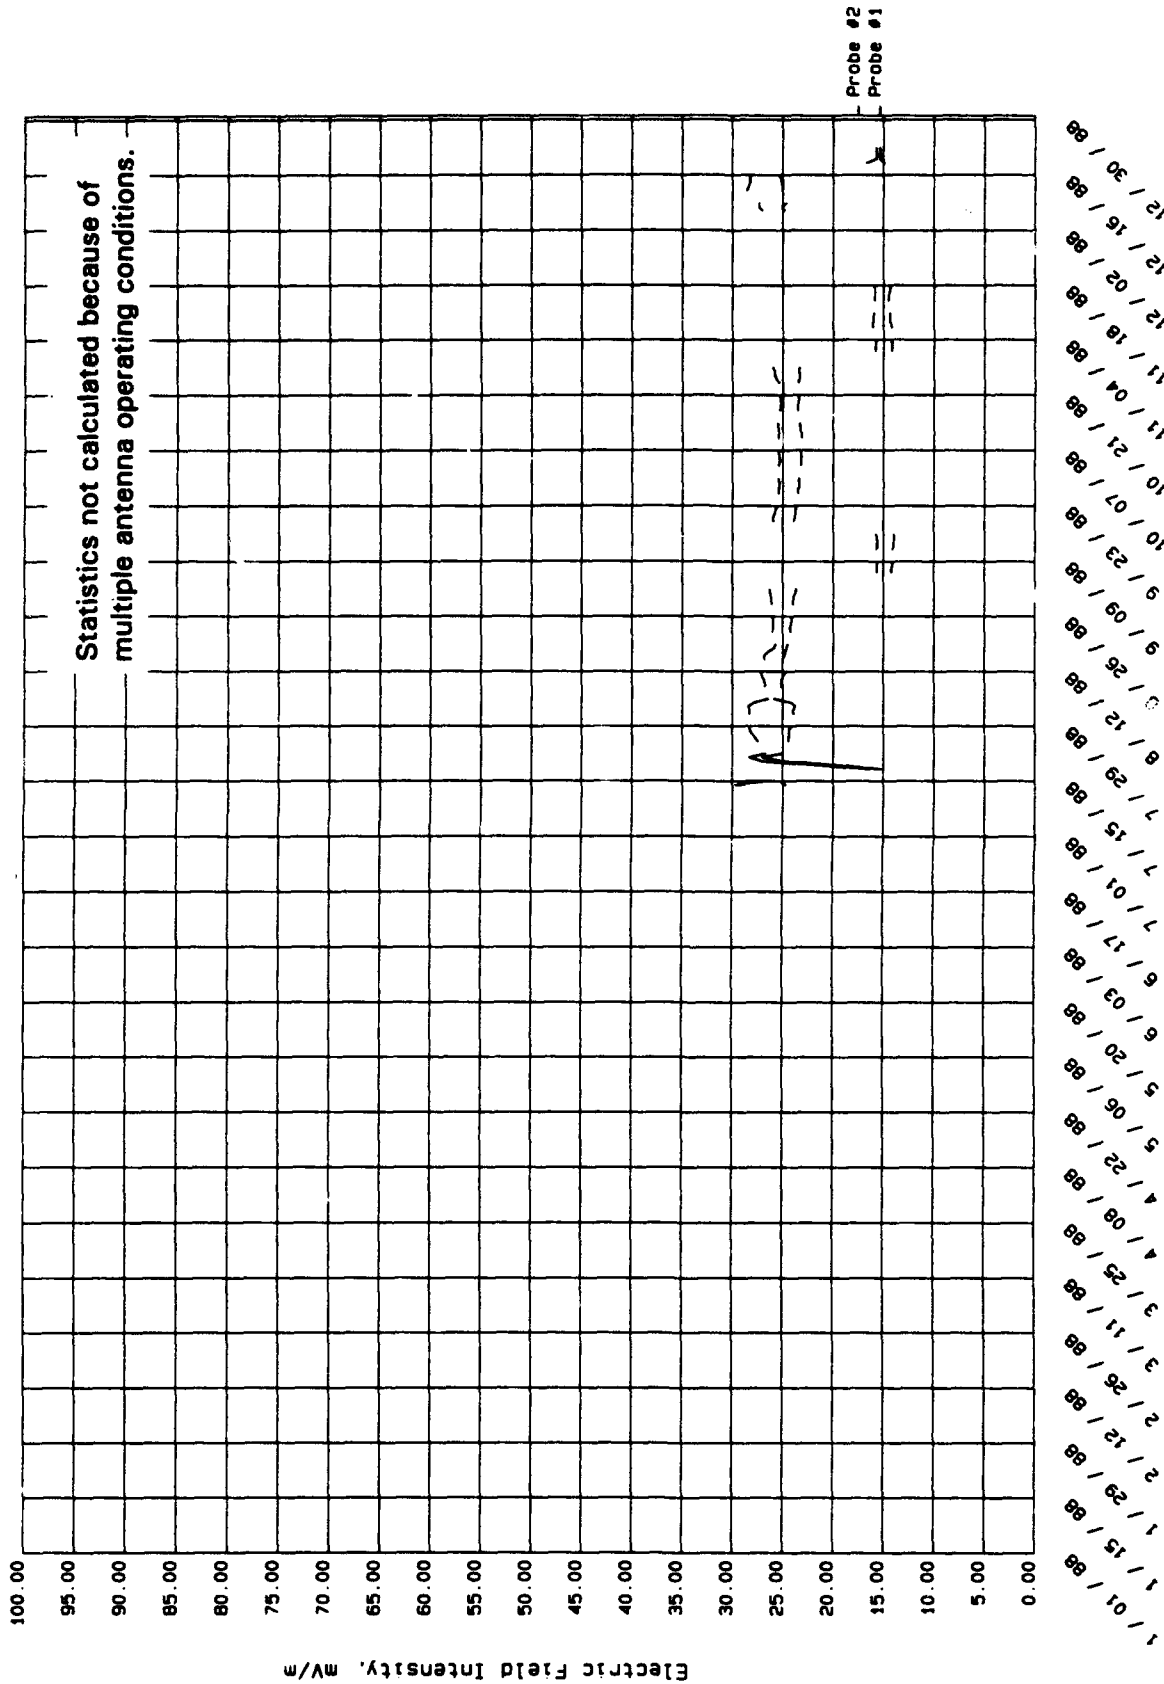 Statistics not calculated because of
multiple antenna operating conditions.
Probe #2
Probe #1
Electric Field Intensity, mV/m
100.00
95.00
90.00
85.00
80.00
75.00
70.00
65.00
60.00
55.00
50.00
45.00
40.00
35.00
30.00
25.00
20.00
15.00
10.00
5.00
0.00
1 / 01 / 88
1 / 15 / 88
1 / 29 / 88
2 / 12 / 88
2 / 26 / 88
3 / 11 / 88
3 / 25 / 88
4 / 08 / 88
4 / 22 / 88
5 / 06 / 88
5 / 20 / 88
6 / 03 / 88
6 / 17 / 88
7 / 01 / 88
7 / 15 / 88
7 / 29 / 88
8 / 12 / 88
/ 26 / 88
9 / 09 / 88
9 / 23 / 88
10 / 07 / 88
10 / 21 / 88
11 / 04 / 88
11 / 18 / 88
12 / 02 / 88
12 / 16 / 88
12 / 30 / 88